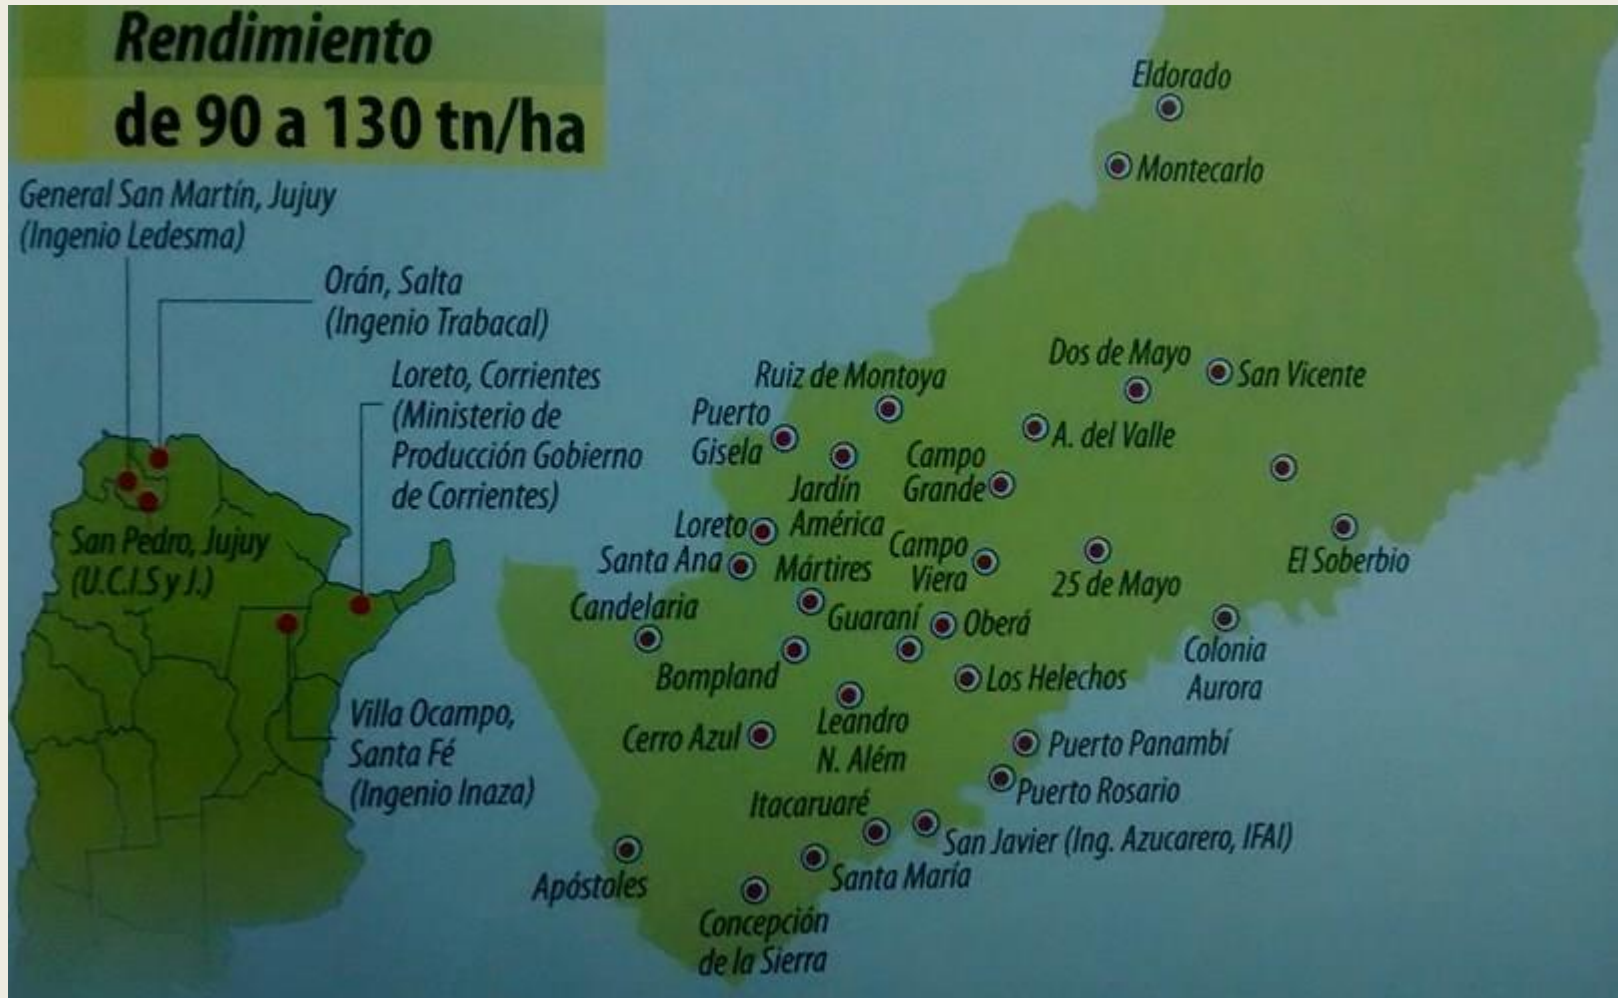 Rendimiento
de 90 a 130 tn/ha
General San Martín, Jujuy
(Ingenio Ledesma)
Orán, Salta
(Ingenio Trabacal)
Loreto, Corrientes
(Ministerio de
Producción Gobierno
de Corrientes)
San Pedro, Jujuy
(U.C.I.S y J.)
Villa Ocampo,
Santa Fé
(Ingenio Inaza)
Eldorado
Montecarlo
Dos de Mayo
San Vicente
Ruiz de Montoya
Puerto
Gisela
A. del Valle
Jardín
América
Campo
Grande
Loreto
Santa Ana
Mártires
Campo
Viera
25 de Mayo
El Soberbio
Candelaria
Guaraní
Oberá
Colonia
Aurora
Bompland
Los Helechos
Leandro
N. Além
Cerro Azul
Puerto Panambí
Puerto Rosario
Itacaruaré
San Javier (Ing. Azucarero, IFAI)
Apóstoles
Santa María
Concepción
de la Sierra